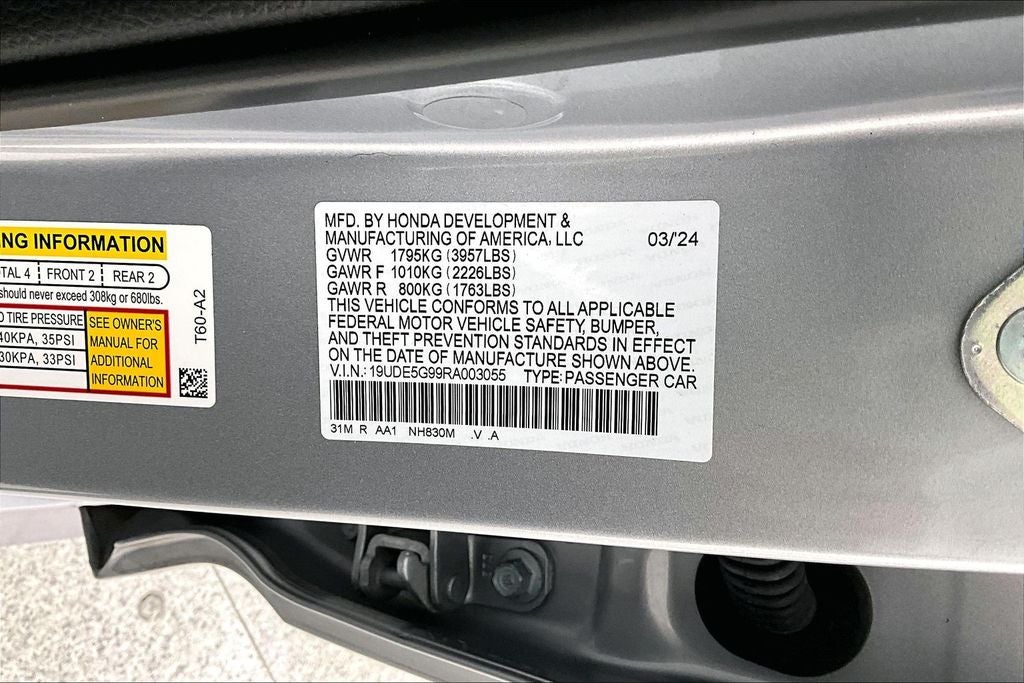 NG INFORMATION
OTAL 4 FRONT 2 REAR 2
should never exceed 308kg or 680lbs.
TIRE PRESSURE
40KPA, 35PSI
30KPA, 33PSI
SEE OWNER'S
MANUAL FOR
ADDITIONAL
INFORMATION
T60-A2
MFD. BY HONDA DEVELOPMENT &
MANUFACTURING OF AMERICA, LLC 03/'24
GVWR 1795KG (3957LBS)
GAWR F 1010KG (2226LBS)
GAWR R 800KG (1763LBS)
THIS VEHICLE CONFORMS TO ALL APPLICABLE
FEDERAL MOTOR VEHICLE SAFETY, BUMPER,
AND THEFT PREVENTION STANDARDS IN EFFECT
ON THE DATE OF MANUFACTURE SHOWN ABOVE.
V.I.N.: 19UDE5G99RA003055 TYPE: PASSENGER CAR
31M R AA1 NH830M .V .A